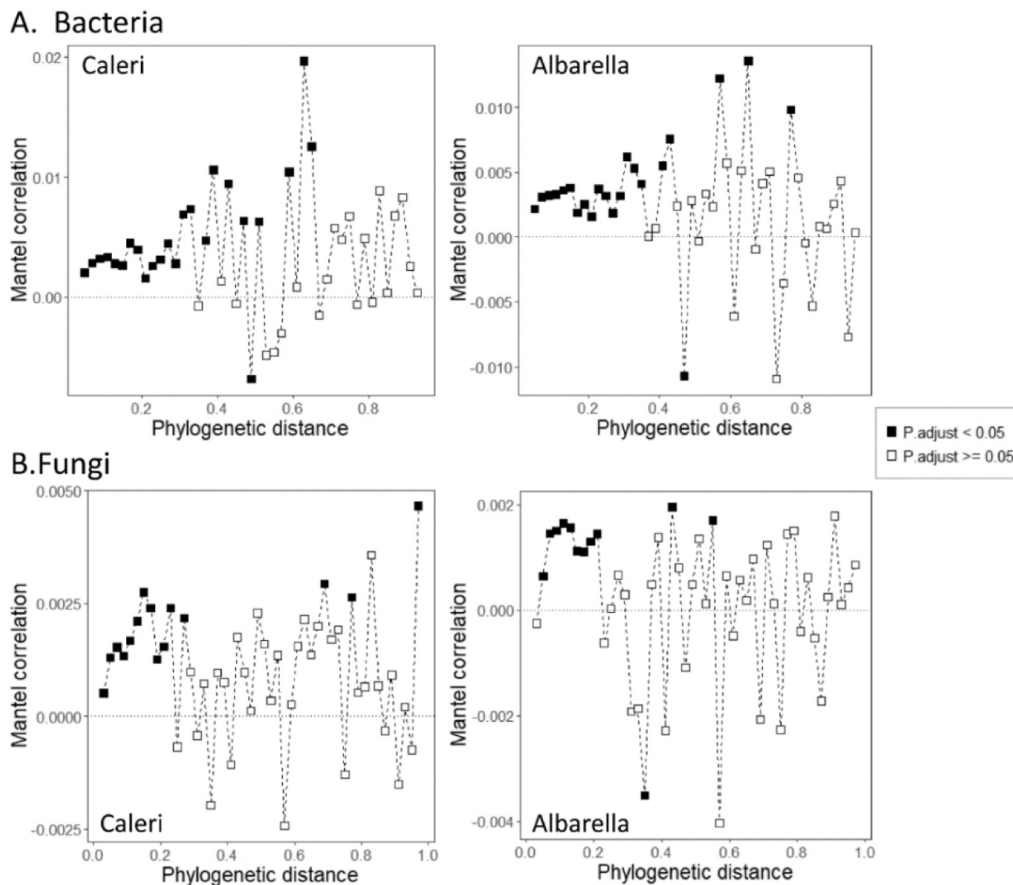 A. Bacteria
Caleri
Mantel correlation
0.02
0.01
0.00
0.2 0.4 0.6 0.8
Phylogenetic distance
Albarella
Mantel correlation
0.010
0.005
0.000
-0.005
-0.010
0.2 0.4 0.6 0.8
Phylogenetic distance
P.adjust < 0.05
P.adjust >= 0.05
B.Fungi
Mantel correlation
0.0050
0.0025
0.0000
-0.0025
Caleri
0.0 0.2 0.4 0.6 0.8 1.0
Phylogenetic distance
Mantel correlation
0.002
0.000
-0.002
-0.004
Albarella
0.0 0.2 0.4 0.6 0.8 1.0
Phylogenetic distance